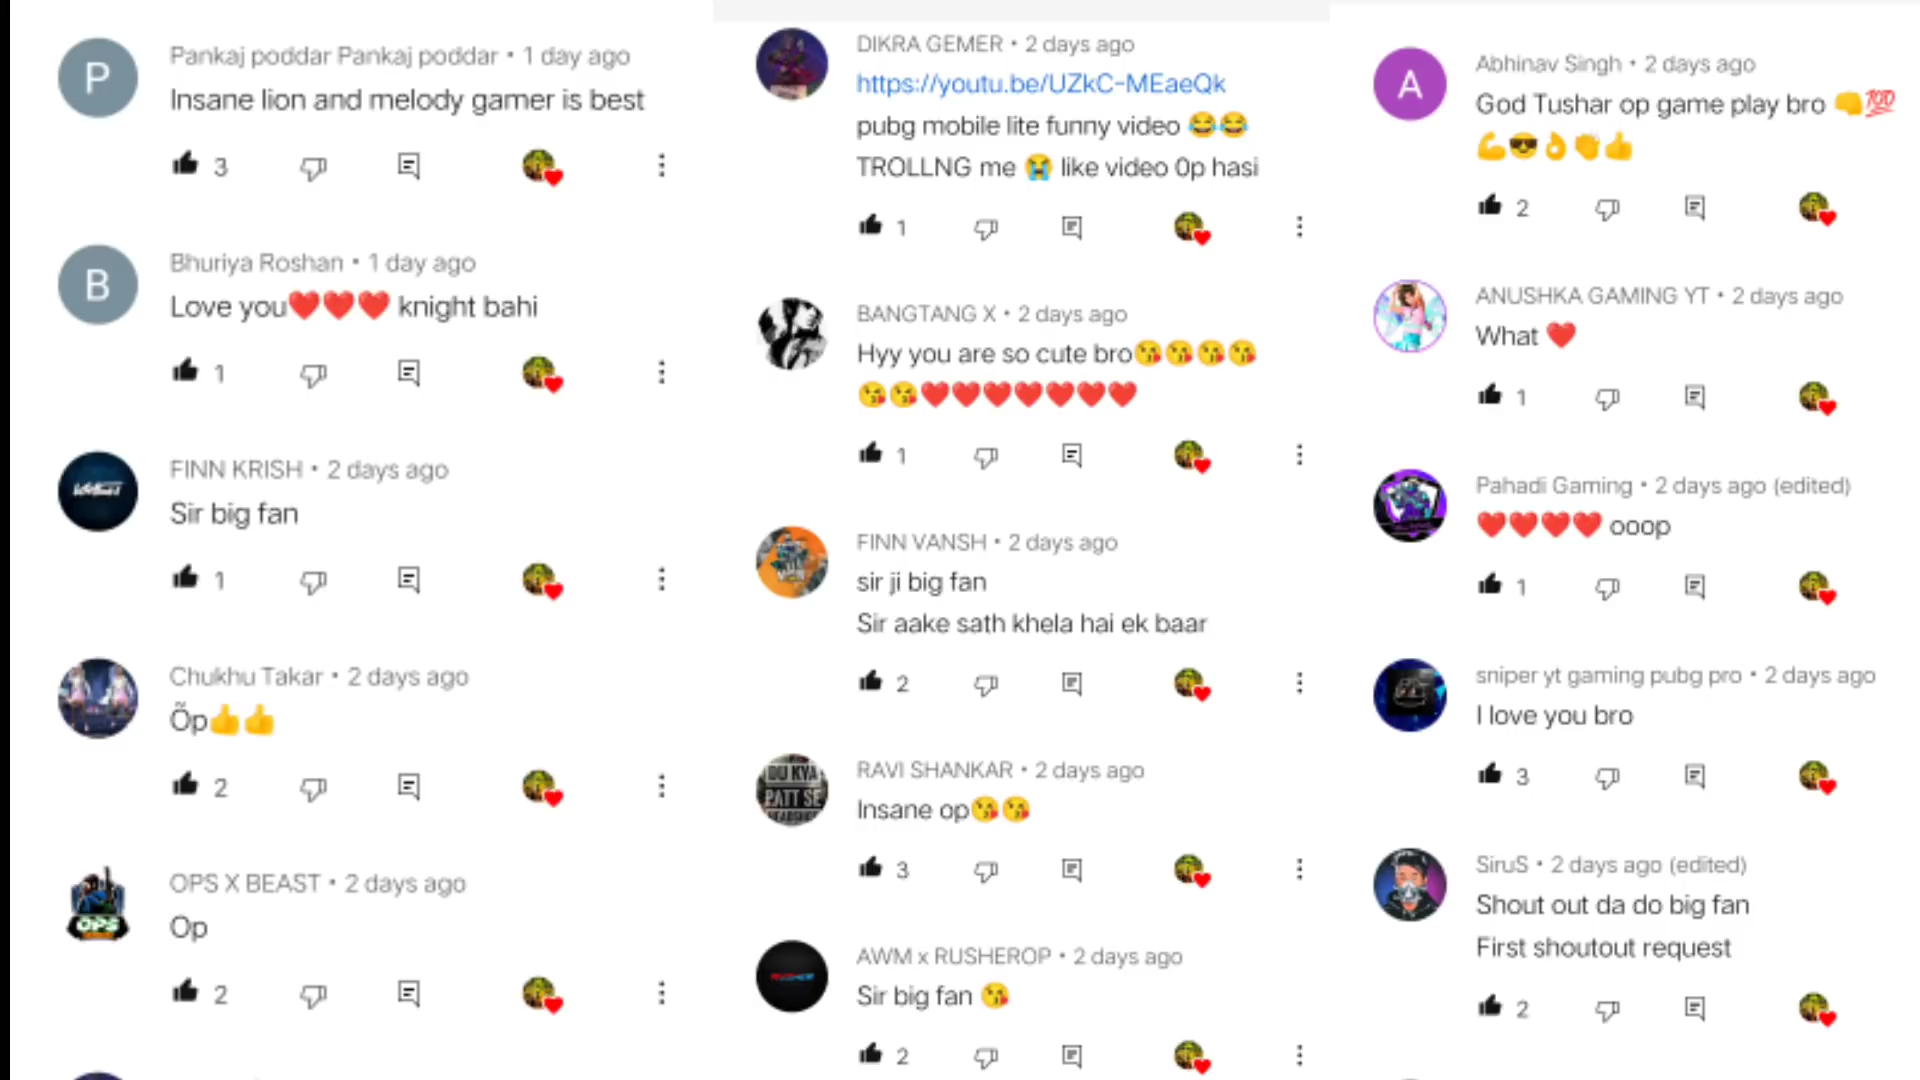 Pankaj poddar Pankaj poddar • 1 day ago
Insane lion and melody gamer is best
3
Bhuriya Roshan • 1 day ago
Love you❤️❤️❤️ knight bahi
1
FINN KRISH • 2 days ago
Sir big fan
1
Chukhu Takar • 2 days ago
Õp👍👍
2
OPS
OPS X BEAST • 2 days ago
Op
2
DIKRA GEMER • 2 days ago
https://youtu.be/UZkC-MEaeQk
pubg mobile lite funny video 😂😂
TROLLNG me 😭 like video 0p hasi
1
BANGTANG X • 2 days ago
Hyy you are so cute bro😘😘😘😘
😘😘❤️❤️❤️❤️❤️❤️❤️
1
FINN VANSH • 2 days ago
sir ji big fan
Sir aake sath khela hai ek baar
2
DU KYA
PATT SE
HEADSHOT
RAVI SHANKAR • 2 days ago
Insane op😘😘
3
AWM x RUSHEROP • 2 days ago
Sir big fan 😘
2
Abhinav Singh • 2 days ago
God Tushar op game play bro 👊💯
💪😎👌👏👍
2
ANUSHKA GAMING YT • 2 days ago
What ❤️
1
Pahadi Gaming • 2 days ago (edited)
❤️❤️❤️❤️ ooop
1
sniper yt gaming pubg pro • 2 days ago
I love you bro
3
SiruS • 2 days ago (edited)
Shout out da do big fan
First shoutout request
2